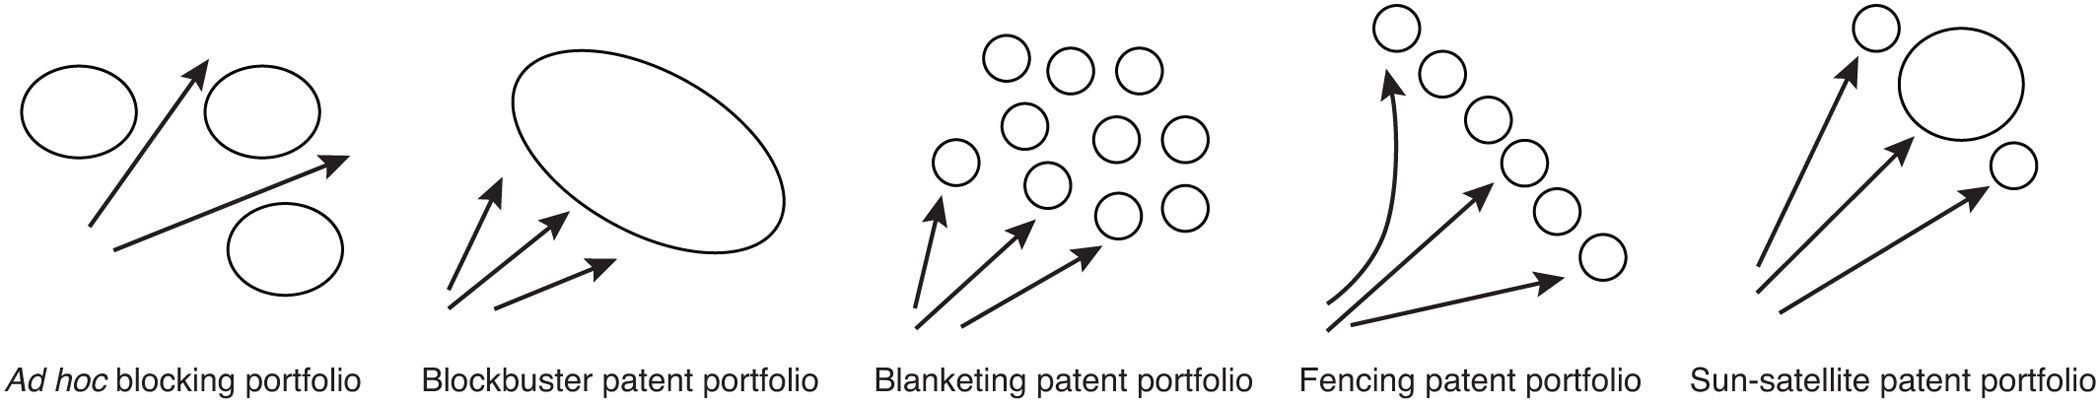 Ad hoc blocking portfolio
Blockbuster patent portfolio
Blanketing patent portfolio
Fencing patent portfolio
Sun-satellite patent portfolio